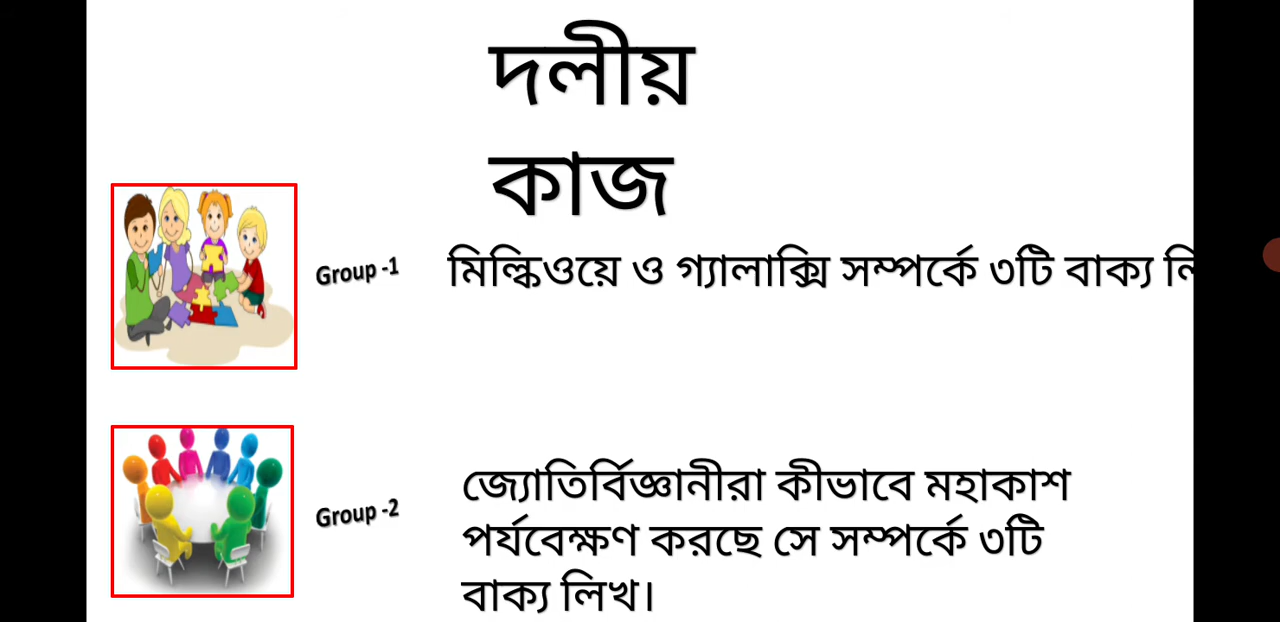 দলীয়
কাজ
Group -1
মিল্কিওয়ে ও গ্যালাক্সি সম্পর্কে ৩টি বাক্য
Group -2
জ্যোতির্বিজ্ঞানীরা কীভাবে মহাকাশ
পর্যবেক্ষণ করছে সে সম্পর্কে ৩টি
বাক্য লিখ।